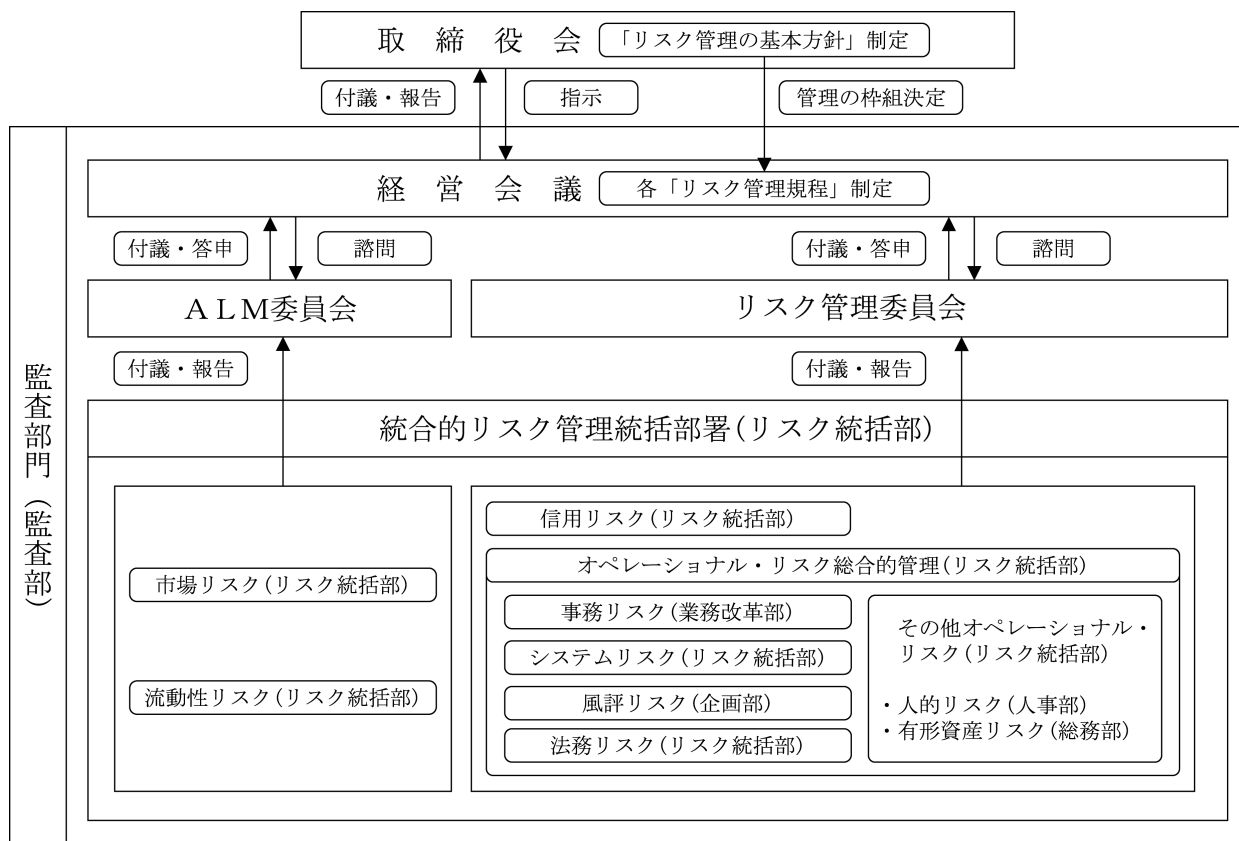 取締役会
「リスク管理の基本方針」制定
付議・報告
指示
管理の枠組決定
経営会議
各「リスク管理規程」制定
付議・答申
諮問
付議・答申
諮問
ALM委員会
リスク管理委員会
付議・報告
付議・報告
監査部門(監査部)
統合的リスク管理統括部署(リスク統括部)
市場リスク(リスク統括部)
流動性リスク(リスク統括部)
信用リスク(リスク統括部)
オペレーショナル・リスク総合的管理(リスク統括部)
事務リスク(業務改革部)
システムリスク(リスク統括部)
風評リスク(企画部)
法務リスク(リスク統括部)
その他オペレーショナル・
リスク(リスク統括部)
・人的リスク(人事部)
・有形資産リスク(総務部)